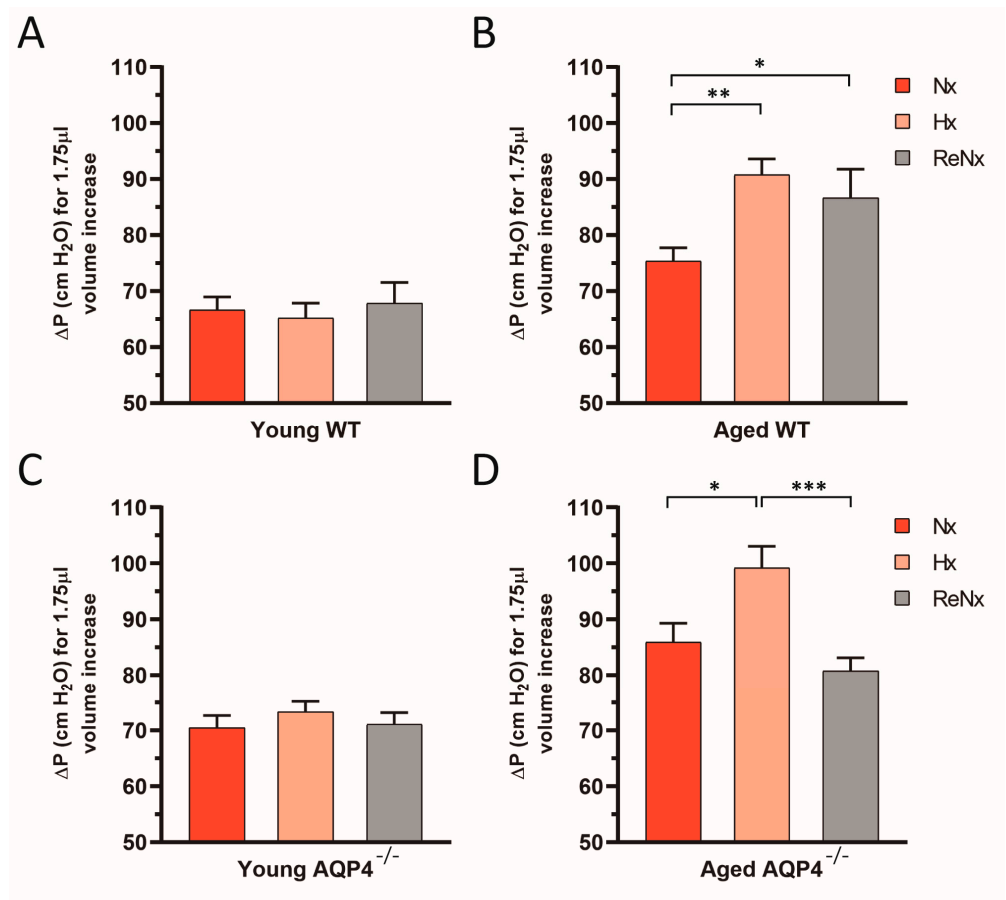 A
110
100
90
80
70
60
50
ΔP (cm H₂O) for 1.75µl
volume increase
Young WT
B
110
100
90
80
70
60
50
ΔP (cm H₂O) for 1.75µl
volume increase
*
**
Aged WT
Nx
Hx
ReNx
C
110
100
90
80
70
60
50
ΔP (cm H₂O) for 1.75µl
volume increase
Young AQP4⁻/⁻
D
110
100
90
80
70
60
50
ΔP (cm H₂O) for 1.75µl
volume increase
* ***
Aged AQP4⁻/⁻
Nx
Hx
ReNx